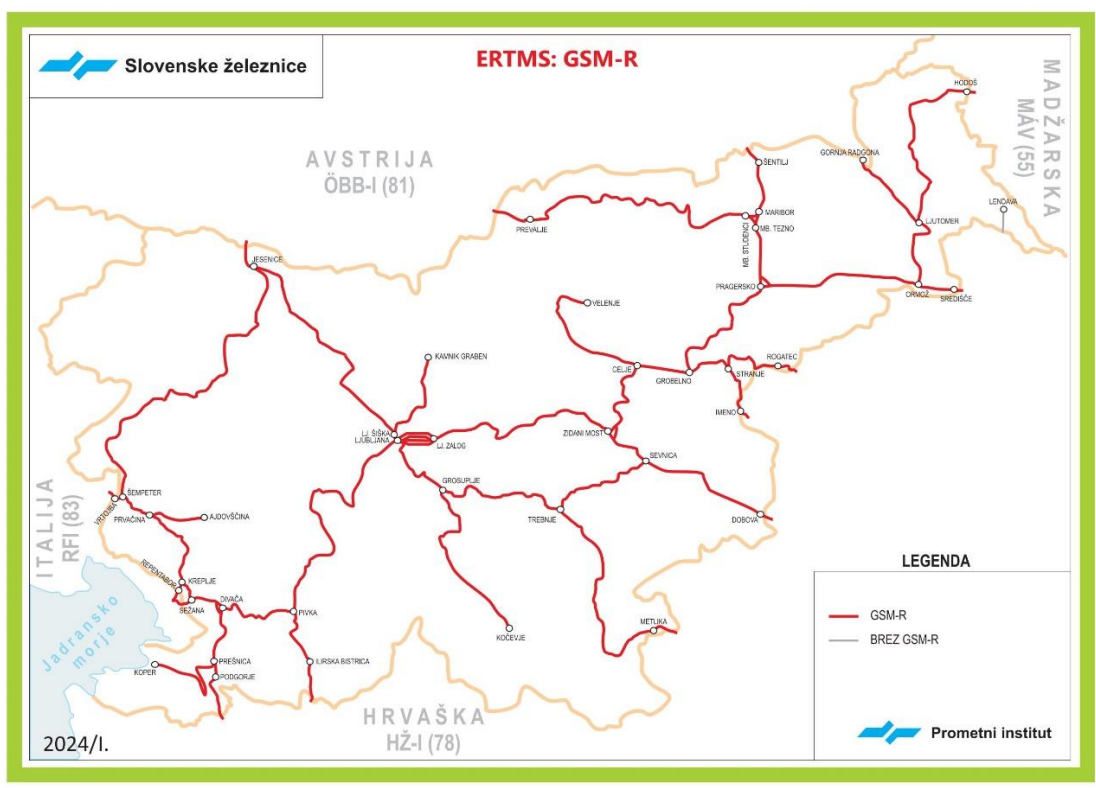 Slovenske železnice
ERTMS: GSM-R
AVSTRIJA
ÖBB-I (81)
MADŽARSKA
MÁV (55)
ITALIJA
RFI (83)
HRVAŠKA
HŽ-I (78)
Jadransko
morje
HODOŠ
GORNJA RADGONA
ŠENTILJ
LENDAVA
MARIBOR
MB. TEZNO
MB. STUDENCI
PREVALJE
LJUTOMER
JESENICE
PRAGERSKO
ORMOŽ
SREDIŠČE
VELENJE
KAMNIK GRABEN
CELJE
GROBELNO
STRANJE
ROGATEC
IMENO
LJ. ŠIŠKA
LJUBLJANA
LJ. ZALOG
ZIDANI MOST
SEVNICA
GROSUPLJE
TREBNJE
DOBOVA
ŠEMPETER
VRTOJBA
PRVAČINA
AJDOVŠČINA
REPENTABOR
KREPLJE
SEŽANA
DIVAČA
PIVKA
KOČEVJE
METLIKA
KOPER
PREŠNICA
PODGORJE
ILIRSKA BISTRICA
LEGENDA
GSM-R
BREZ GSM-R
Prometni institut
2024/I.